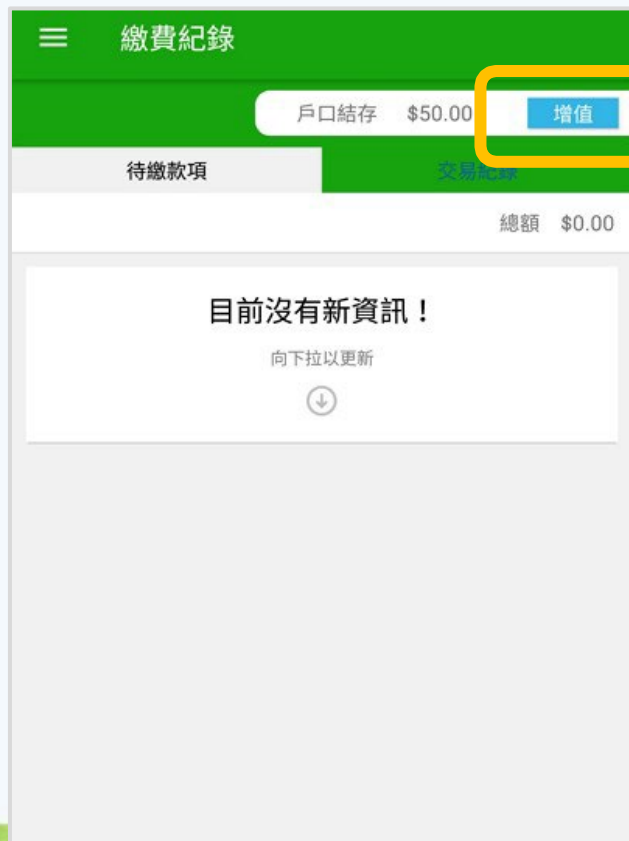 繳費紀錄
戶口結存 $50.00 增值
待繳款項 交易紀錄
總額 $0.00
目前沒有新資訊！
向下拉以更新